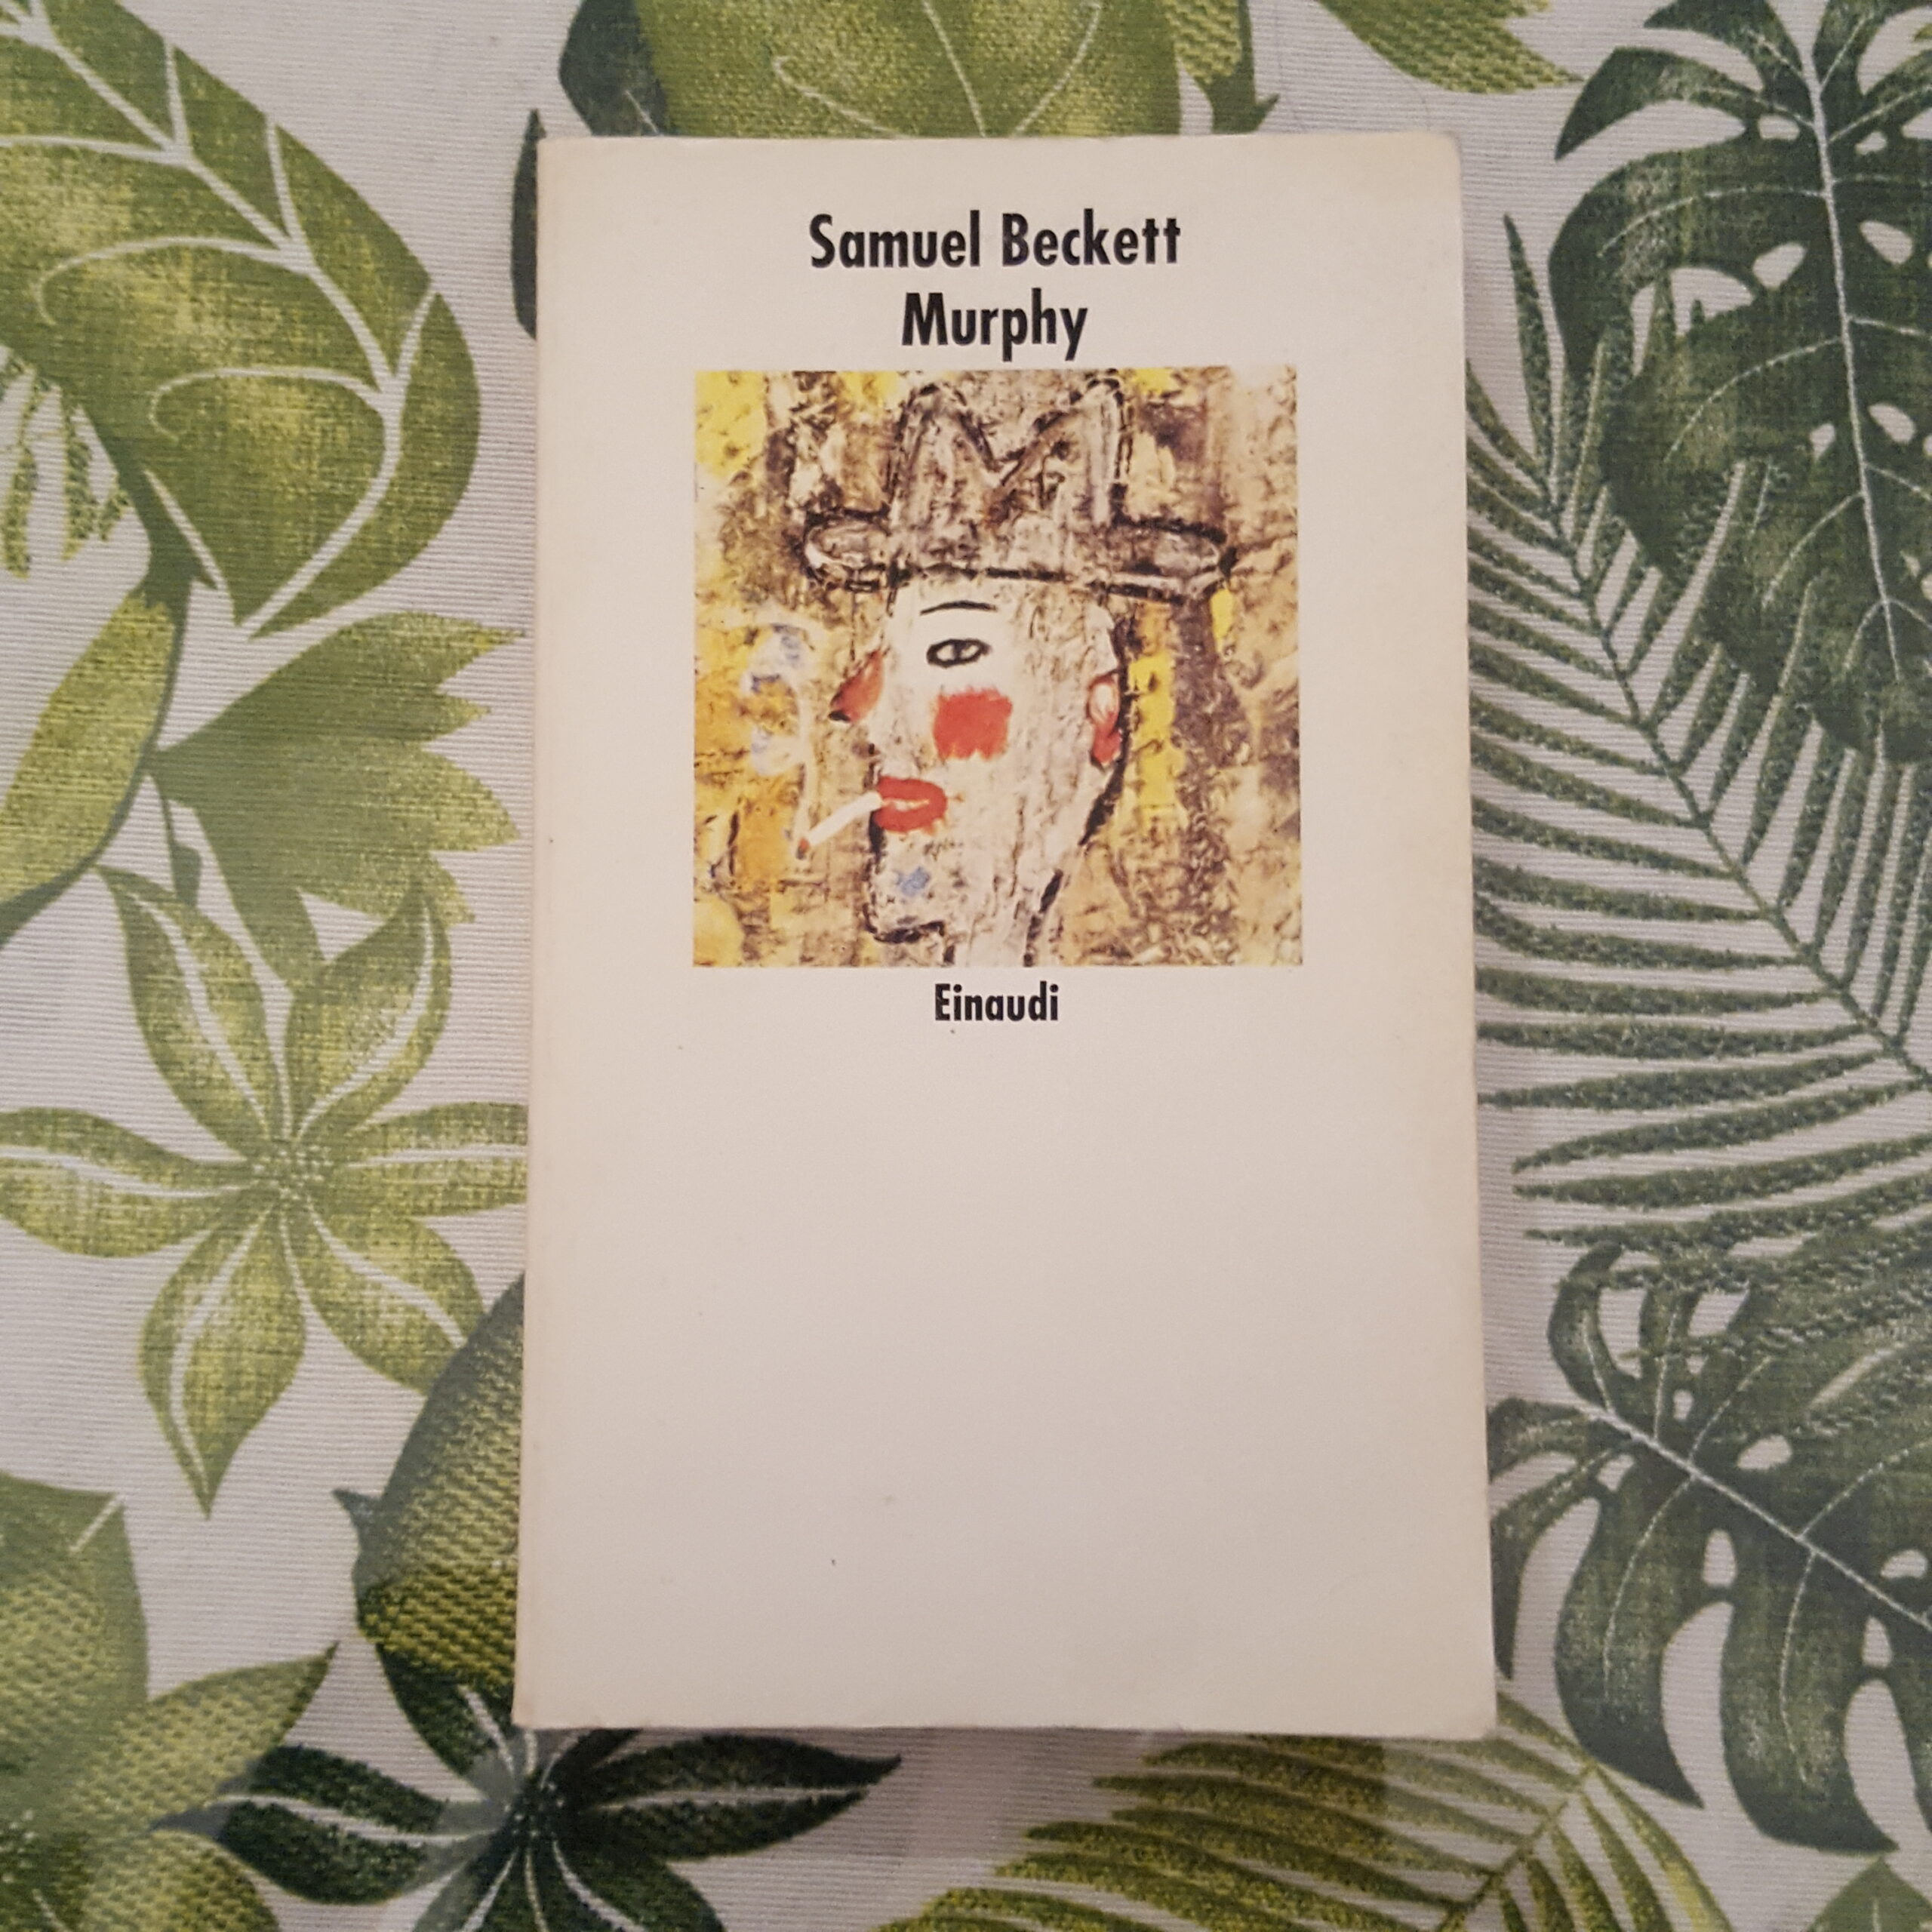 Samuel Beckett
Murphy
Einaudi